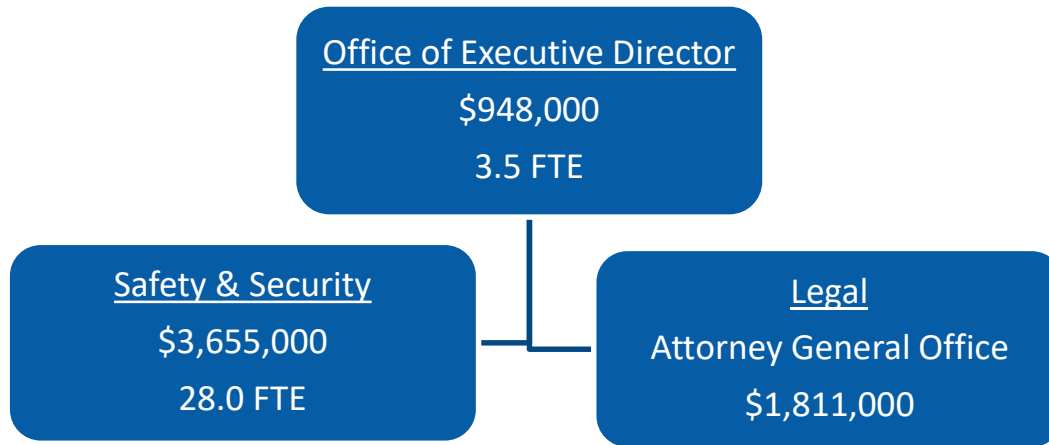 Office of Executive Director
$948,000
3.5 FTE
Safety & Security
$3,655,000
28.0 FTE
Legal
Attorney General Office
$1,811,000